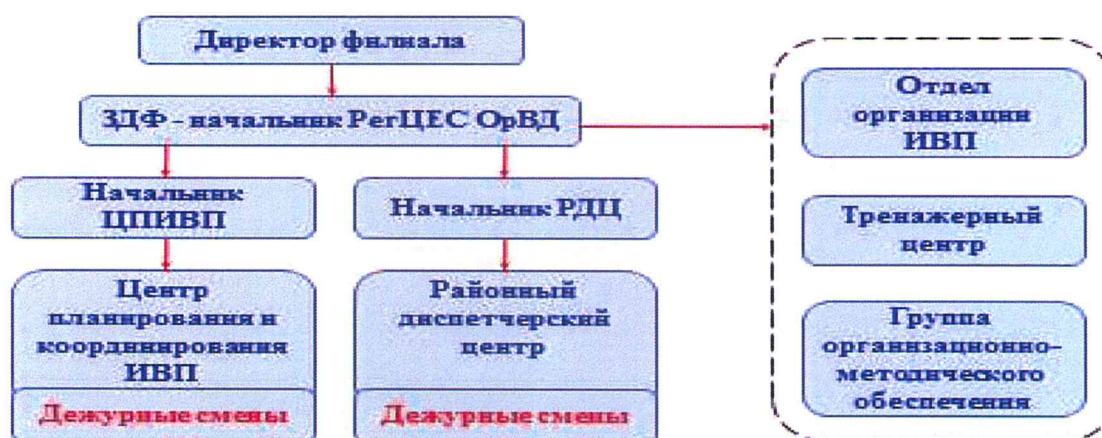 Директор филиала
ЗДФ - начальник РегЦЕС ОрВД
Начальник
ЦПИВП
Начальник РДЦ
Центр
планирования и
координирования
ИВП
Дежурные смены
Районный
диспетчерский
центр
Дежурные смены
Отдел
организации
ИВП
Тренажерный
центр
Группа
организационно-
методического
обеспечения